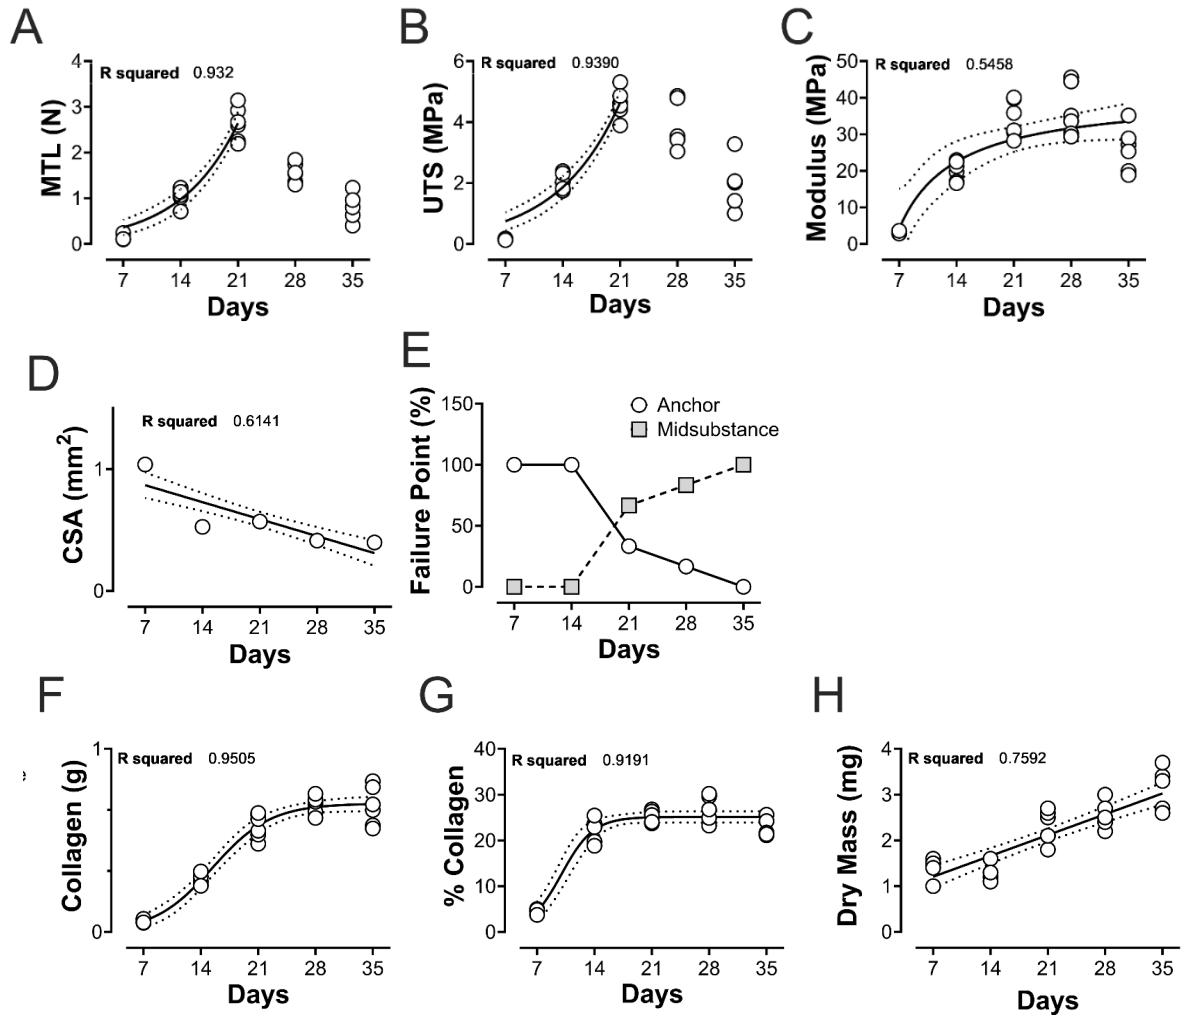 A
B
C
R squared 0.932
R squared 0.9390
R squared 0.5458
MTL (N)
4
3
2
1
0
7 14 21 28 35
Days
UTS (MPa)
6
4
2
0
7 14 21 28 35
Days
Modulus (MPa)
50
40
30
20
10
0
7 14 21 28 35
Days
D
R squared 0.6141
CSA (mm²)
1
0
7 14 21 28 35
Days
E
Anchor
Midsubstance
Failure Point (%)
150
100
50
0
7 14 21 28 35
Days
F
R squared 0.9505
Collagen (g)
1
0
7 14 21 28 35
Days
G
R squared 0.9191
% Collagen
40
30
20
10
0
7 14 21 28 35
Days
H
R squared 0.7592
Dry Mass (mg)
4
3
2
1
0
7 14 21 28 35
Days